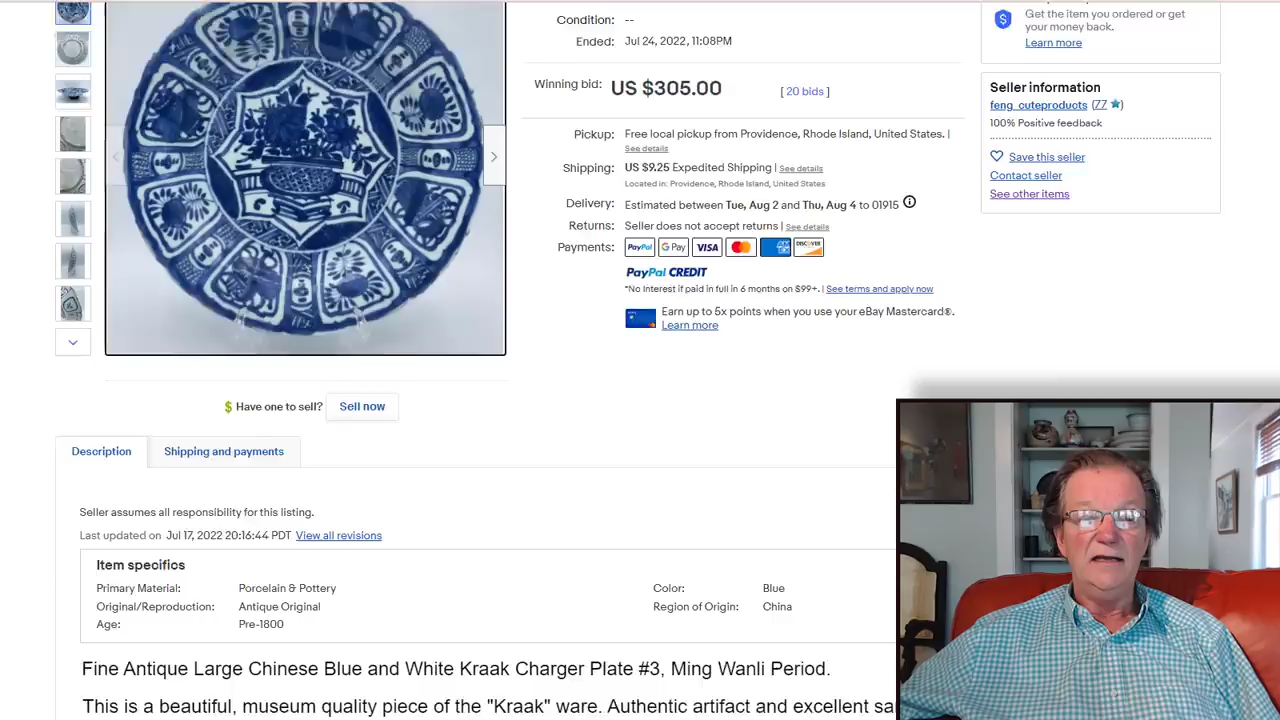 Condition: --
Ended: Jul 24, 2022, 11:08PM
Winning bid: US $305.00 [ 20 bids ]
Pickup: Free local pickup from Providence, Rhode Island, United States. |
See details
Shipping: US $9.25 Expedited Shipping | See details
Located in: Providence, Rhode Island, United States
Delivery: Estimated between Tue, Aug 2 and Thu, Aug 4 to 01915
Returns: Seller does not accept returns | See details
Payments: PayPal G Pay VISA DISCOVER
PayPal CREDIT
*No Interest if paid in full in 6 months on $99+. | See terms and apply now
Earn up to 5x points when you use your eBay Mastercard®.
Learn more
Get the item you ordered or get
your money back.
Learn more
Seller information
feng_cuteproducts (77)
100% Positive feedback
Save this seller
Contact seller
See other items
$ Have one to sell? Sell now
Description Shipping and payments
Seller assumes all responsibility for this listing.
Last updated on Jul 17, 2022 20:16:44 PDT View all revisions
Item specifics
Primary Material: Porcelain & Pottery Color: Blue
Original/Reproduction: Antique Original Region of Origin: China
Age: Pre-1800
Fine Antique Large Chinese Blue and White Kraak Charger Plate #3, Ming Wanli Period.
This is a beautiful, museum quality piece of the "Kraak" ware. Authentic artifact and excellent sa